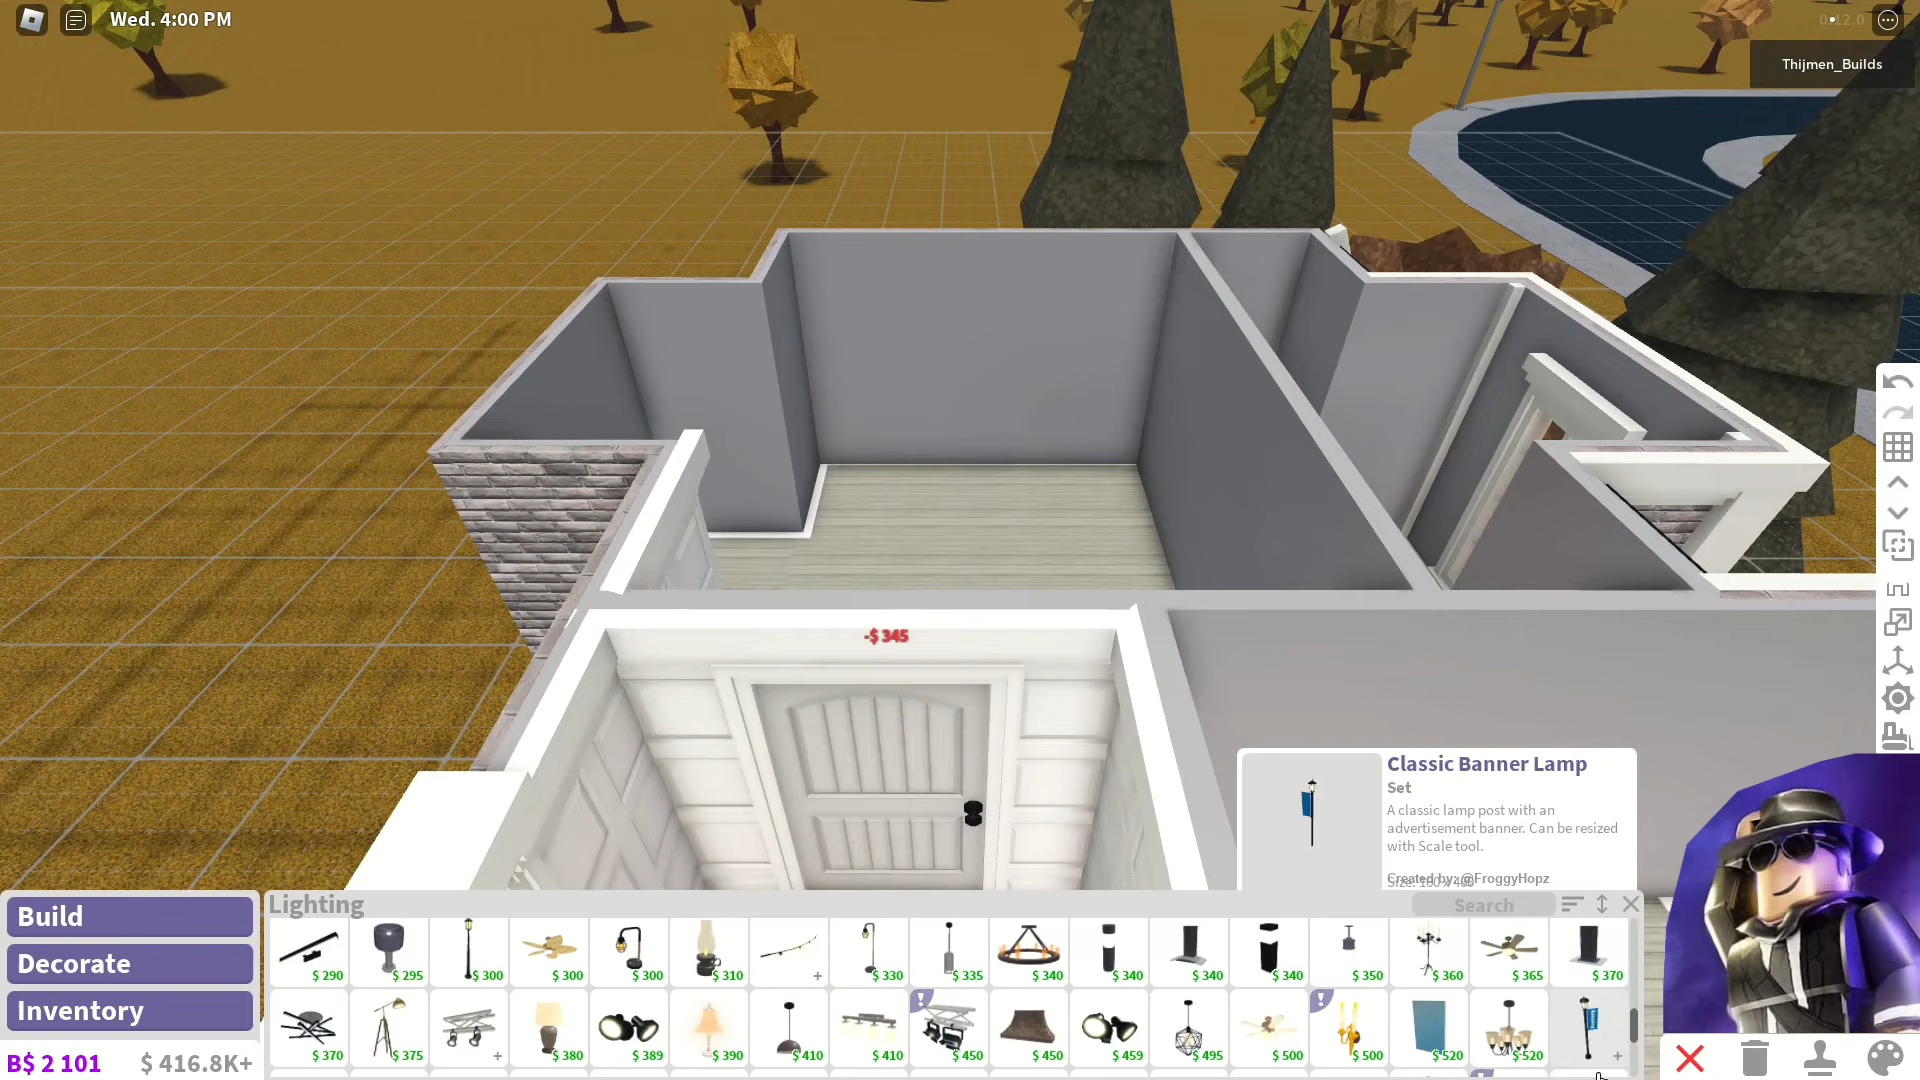 Wed. 4:00 PM
Thijmen_Builds
-$ 345
Classic Banner Lamp
Set
A classic lamp post with an
advertisement banner. Can be resized
with Scale tool.
Created by: @FroggyHopz
Build
Decorate
Inventory
B$ 2 101
$ 416.8K+
Lighting
Search
$ 290
$ 295
$ 300
$ 300
$ 300
$ 310
+
$ 330
$ 335
$ 340
$ 340
$ 340
$ 340
$ 350
$ 360
$ 365
$ 370
$ 370
$ 375
+
$ 380
$ 389
$ 390
$ 410
$ 410
$ 450
$ 450
$ 459
$ 495
$ 500
$ 500
$ 520
$ 520
+